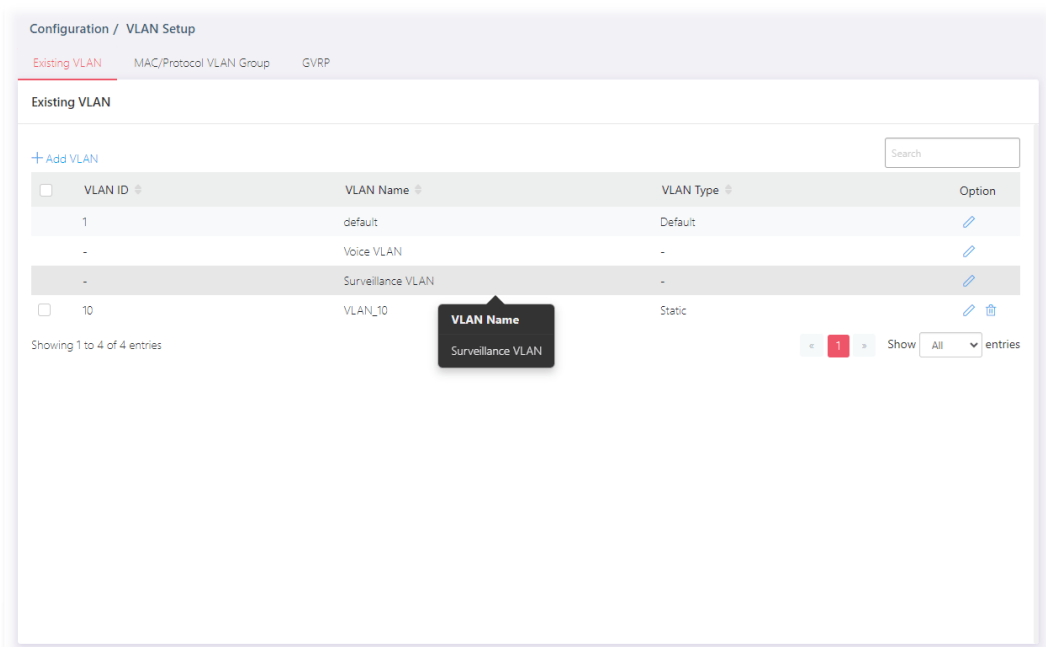 Configuration / VLAN Setup
Existing VLAN MAC/Protocol VLAN Group GVRP
Existing VLAN
+ Add VLAN Search
VLAN ID VLAN Name VLAN Type Option
1 default Default
- Voice VLAN -
- Surveillance VLAN -
10 VLAN_10 Static
VLAN Name
Surveillance VLAN
Showing 1 to 4 of 4 entries « 1 » Show All entries